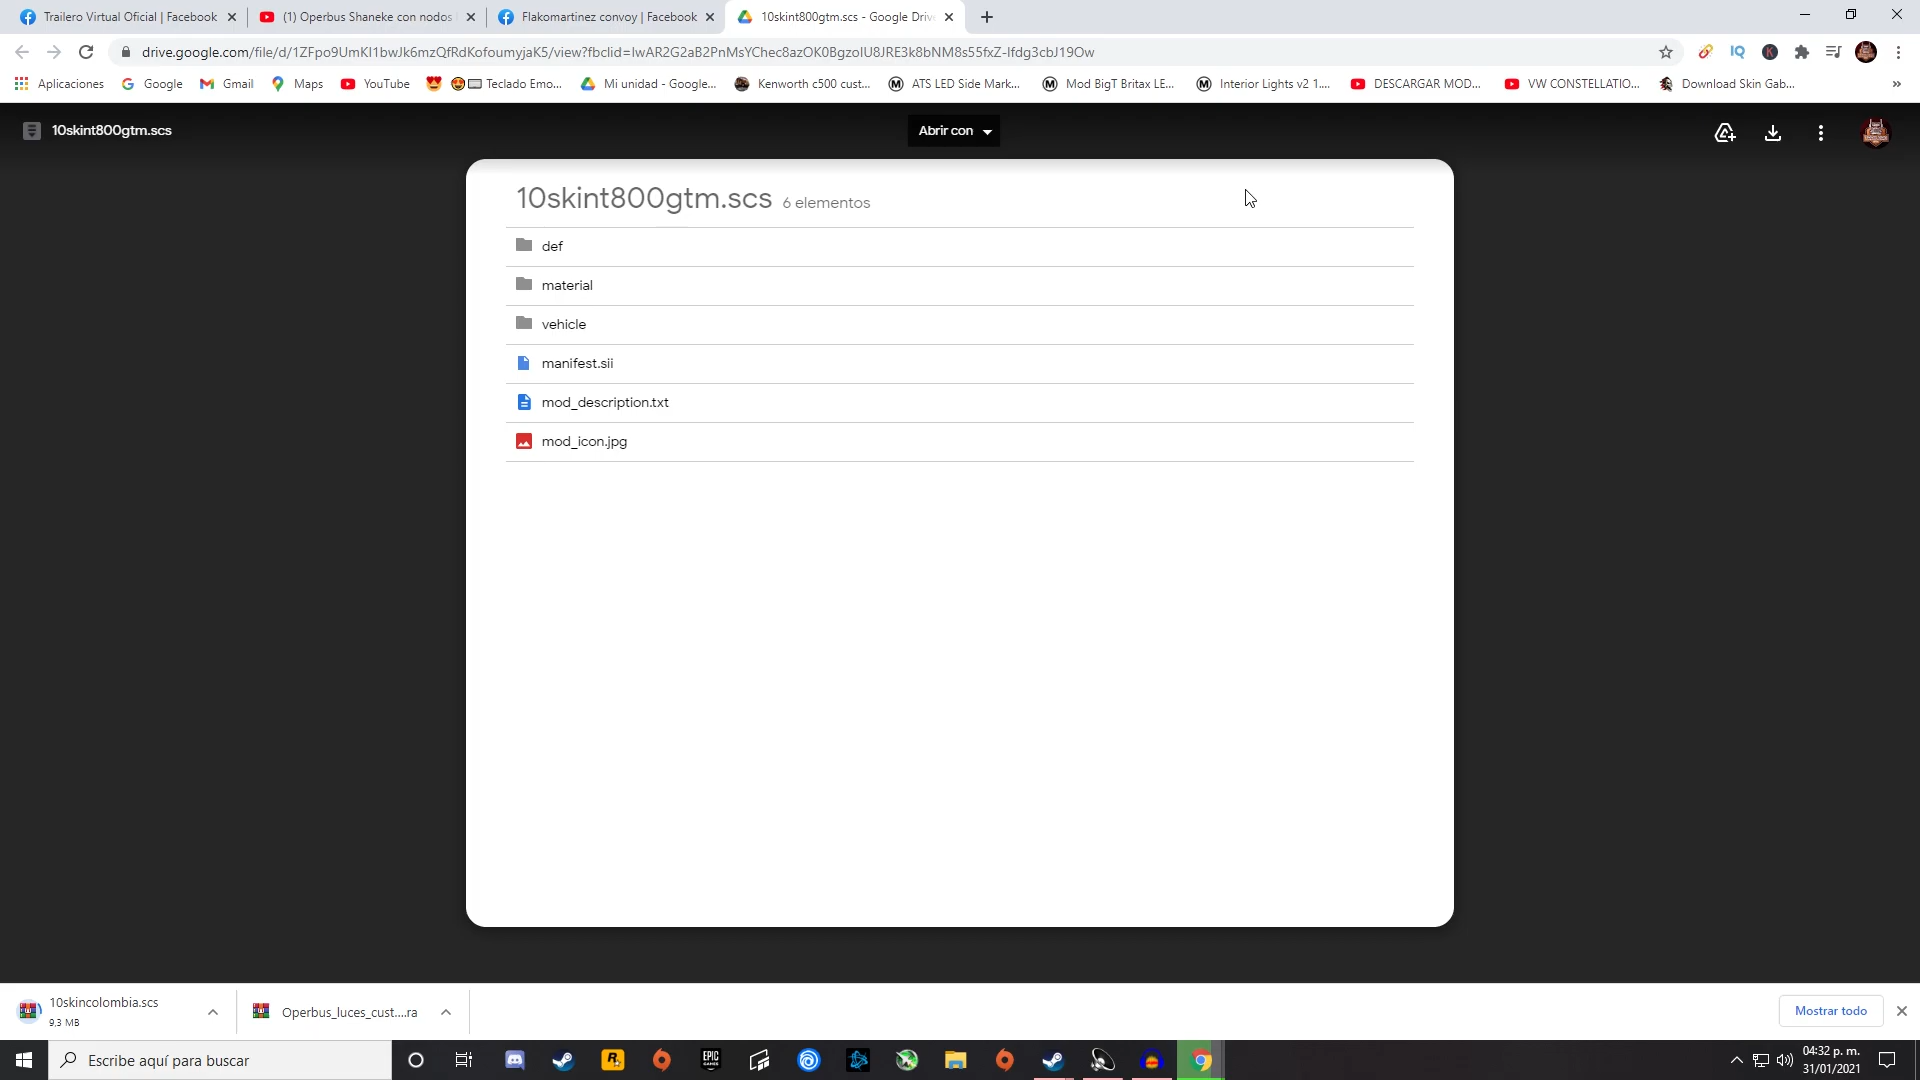 Trailero Virtual Oficial | Facebook
(1) Operbus Shaneke con nodos
Flakomartinez convoy | Facebook
10skint800gtm.scs - Google Drive
drive.google.com/file/d/1ZFpo9UmKI1bwJk6mzQfRdKofoumyjaK5/view?fbclid=IwAR2G2aB2PnMsYChec8azOK0BgzolU8JRE3k8bNM8s55fxZ-lfdg3cbJ19Ow
Aplicaciones
Google
Gmail
Maps
YouTube
Teclado Emo...
Mi unidad - Google...
Kenworth c500 cust...
ATS LED Side Mark...
Mod BigT Britax LE...
Interior Lights v2 1....
DESCARGAR MOD...
VW CONSTELLATIO...
Download Skin Gab...
10skint800gtm.scs
Abrir con
10skint800gtm.scs 6 elementos
def
material
vehicle
manifest.sii
mod_description.txt
mod_icon.jpg
10skincolombia.scs
9,3 MB
Operbus_luces_cust....ra
Mostrar todo
Escribe aquí para buscar
EPIC GAMES
04:32 p. m.
31/01/2021